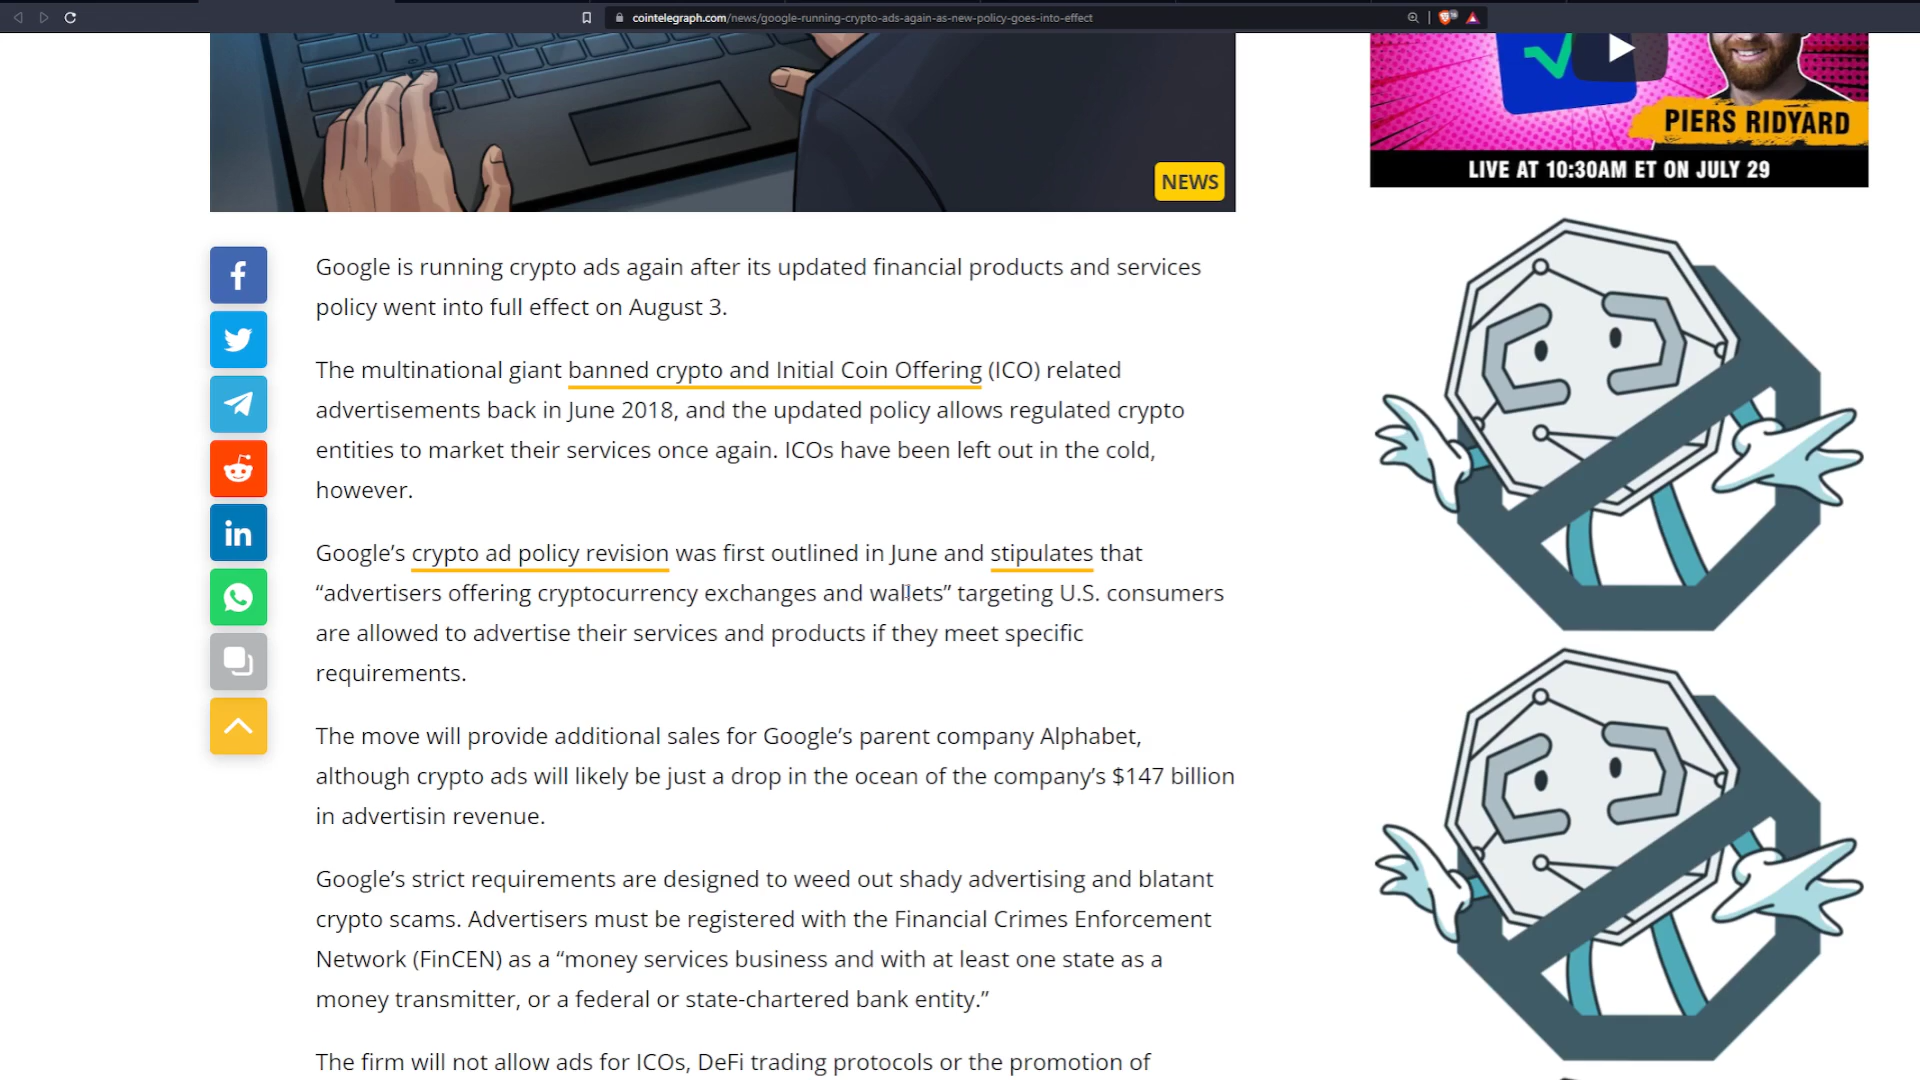 cointelegraph.com/news/google-running-crypto-ads-again-as-new-policy-goes-into-effect
PIERS RIDYARD
LIVE AT 10:30AM ET ON JULY 29
NEWS
Google is running crypto ads again after its updated financial products and services
policy went into full effect on August 3.
The multinational giant banned crypto and Initial Coin Offering (ICO) related
advertisements back in June 2018, and the updated policy allows regulated crypto
entities to market their services once again. ICOs have been left out in the cold,
however.
Google’s crypto ad policy revision was first outlined in June and stipulates that
“advertisers offering cryptocurrency exchanges and wallets” targeting U.S. consumers
are allowed to advertise their services and products if they meet specific
requirements.
The move will provide additional sales for Google’s parent company Alphabet,
although crypto ads will likely be just a drop in the ocean of the company’s $147 billion
in advertisin revenue.
Google’s strict requirements are designed to weed out shady advertising and blatant
crypto scams. Advertisers must be registered with the Financial Crimes Enforcement
Network (FinCEN) as a “money services business and with at least one state as a
money transmitter, or a federal or state-chartered bank entity.”
The firm will not allow ads for ICOs, DeFi trading protocols or the promotion of